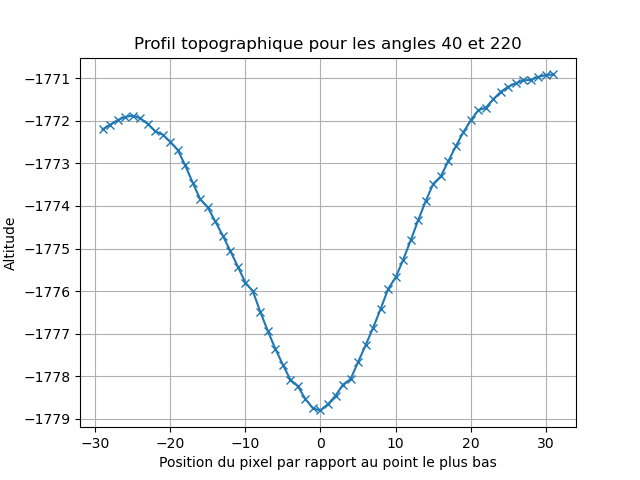 Profil topographique pour les angles 40 et 220
−1771
−1772
−1773
−1774
−1775
−1776
−1777
−1778
−1779
Altitude
−30 −20 −10 0 10 20 30
Position du pixel par rapport au point le plus bas